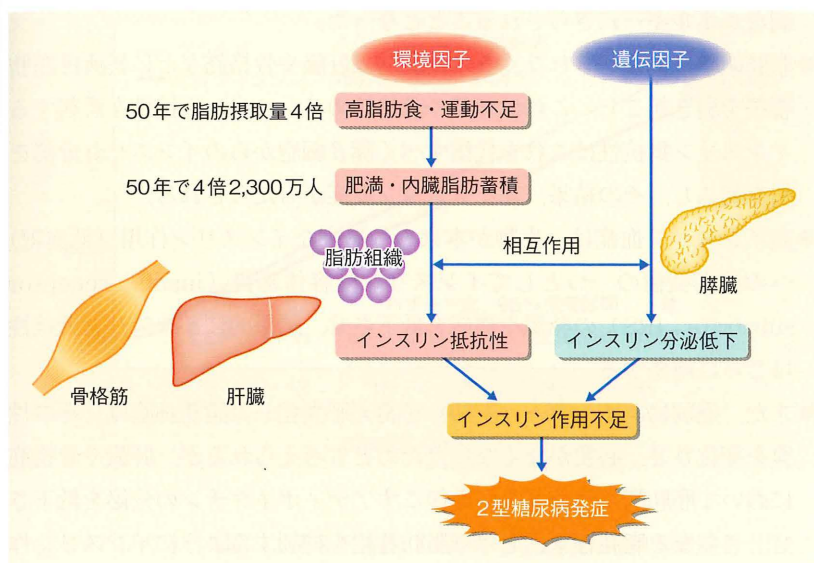 環境因子
遺伝因子
50年で脂肪摂取量4倍
高脂肪食・運動不足
50年で4倍2,300万人
肥満・内臓脂肪蓄積
脂肪組織
相互作用
膵臓
骨格筋
肝臓
インスリン抵抗性
インスリン分泌低下
インスリン作用不足
2型糖尿病発症